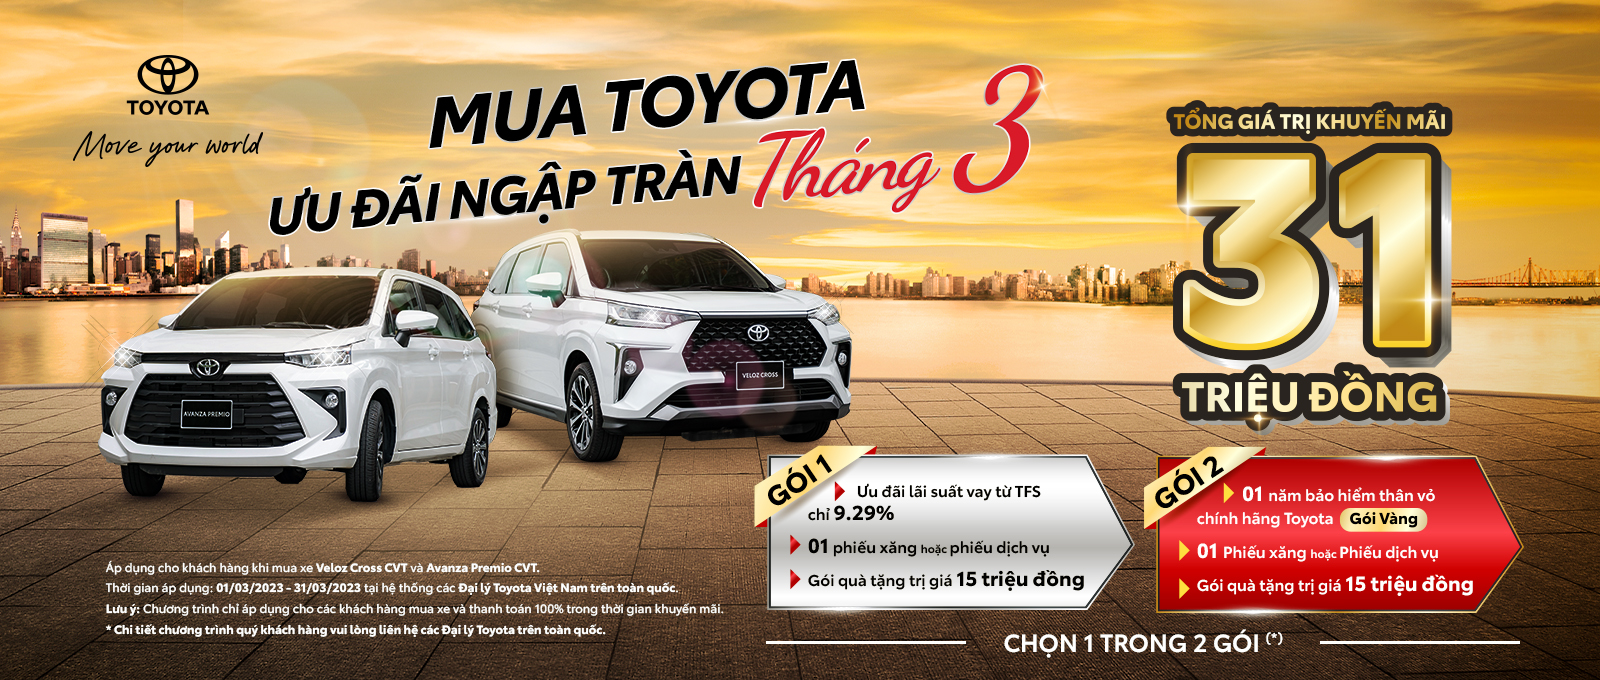 TOYOTA
Move your world
MUA TOYOTA
ƯU ĐÃI NGẬP TRÀN Tháng 3
TỔNG GIÁ TRỊ KHUYẾN MÃI
31
TRIỆU ĐỒNG
AVANZA PREMIO
VELOZ CROSS
GÓI 1
Ưu đãi lãi suất vay từ TFS
chỉ 9.29%
01 phiếu xăng hoặc phiếu dịch vụ
Gói quà tặng trị giá 15 triệu đồng
GÓI 2
01 năm bảo hiểm thân vỏ
chính hãng Toyota Gói Vàng
01 Phiếu xăng hoặc Phiếu dịch vụ
Gói quà tặng trị giá 15 triệu đồng
CHỌN 1 TRONG 2 GÓI (*)
Áp dụng cho khách hàng khi mua xe Veloz Cross CVT và Avanza Premio CVT.
Thời gian áp dụng: 01/03/2023 - 31/03/2023 tại hệ thống các Đại lý Toyota Việt Nam trên toàn quốc.
Lưu ý: Chương trình chỉ áp dụng cho các khách hàng mua xe và thanh toán 100% trong thời gian khuyến mãi.
* Chi tiết chương trình quý khách hàng vui lòng liên hệ các Đại lý Toyota trên toàn quốc.